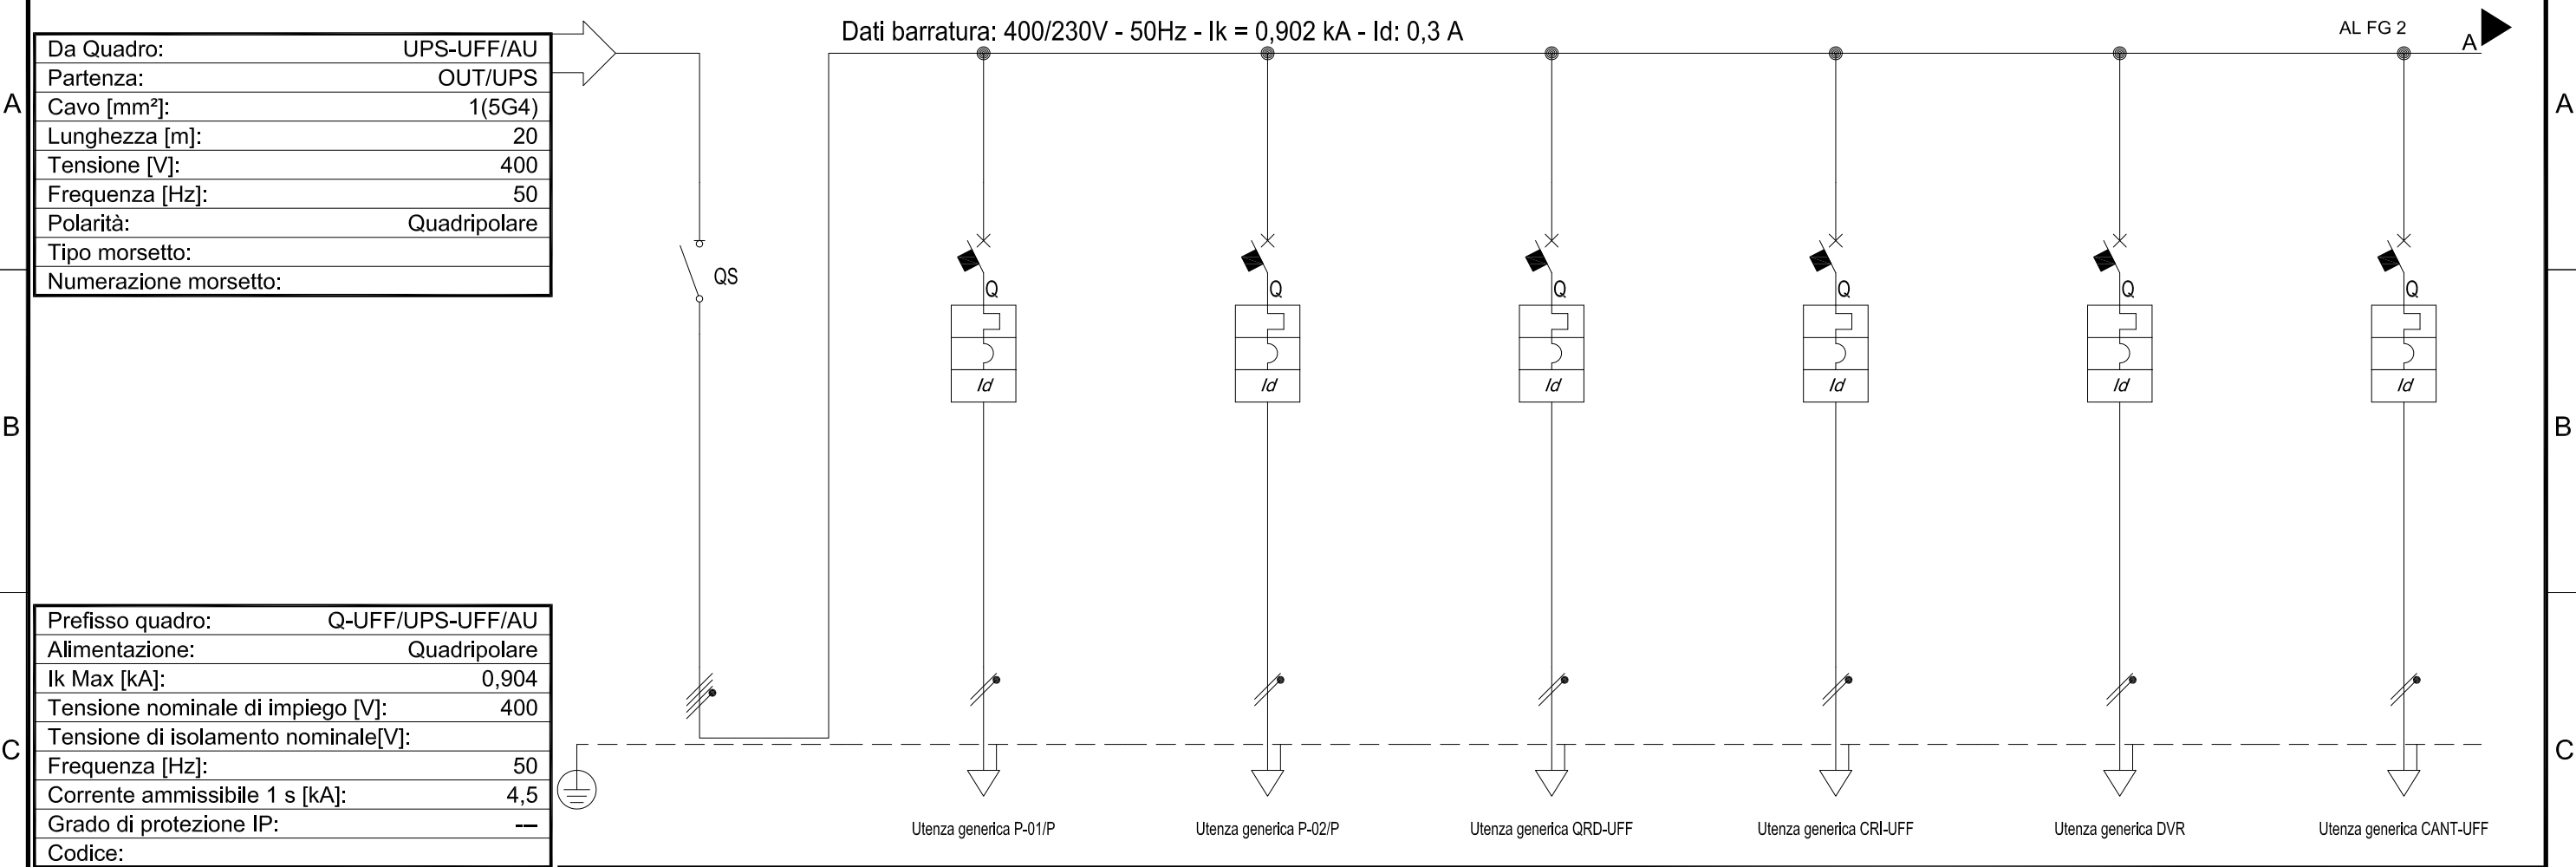 Dati barratura: 400/230V - 50Hz - Ik = 0,902 kA - Id: 0,3 A
AL FG 2
A
Da Quadro: UPS-UFF/AU
Partenza: OUT/UPS
Cavo [mm²]: 1(5G4)
Lunghezza [m]: 20
Tensione [V]: 400
Frequenza [Hz]: 50
Polarità: Quadripolare
Tipo morsetto:
Numerazione morsetto:
A
A
QS
Q
Q
Q
Q
Q
Q
Id
Id
Id
Id
Id
Id
B
B
Prefisso quadro: Q-UFF/UPS-UFF/AU
Alimentazione: Quadripolare
Ik Max [kA]: 0,904
Tensione nominale di impiego [V]: 400
Tensione di isolamento nominale[V]:
Frequenza [Hz]: 50
Corrente ammissibile 1 s [kA]: 4,5
Grado di protezione IP: ---
Codice:
C
C
Utenza generica P-01/P
Utenza generica P-02/P
Utenza generica QRD-UFF
Utenza generica CRI-UFF
Utenza generica DVR
Utenza generica CANT-UFF